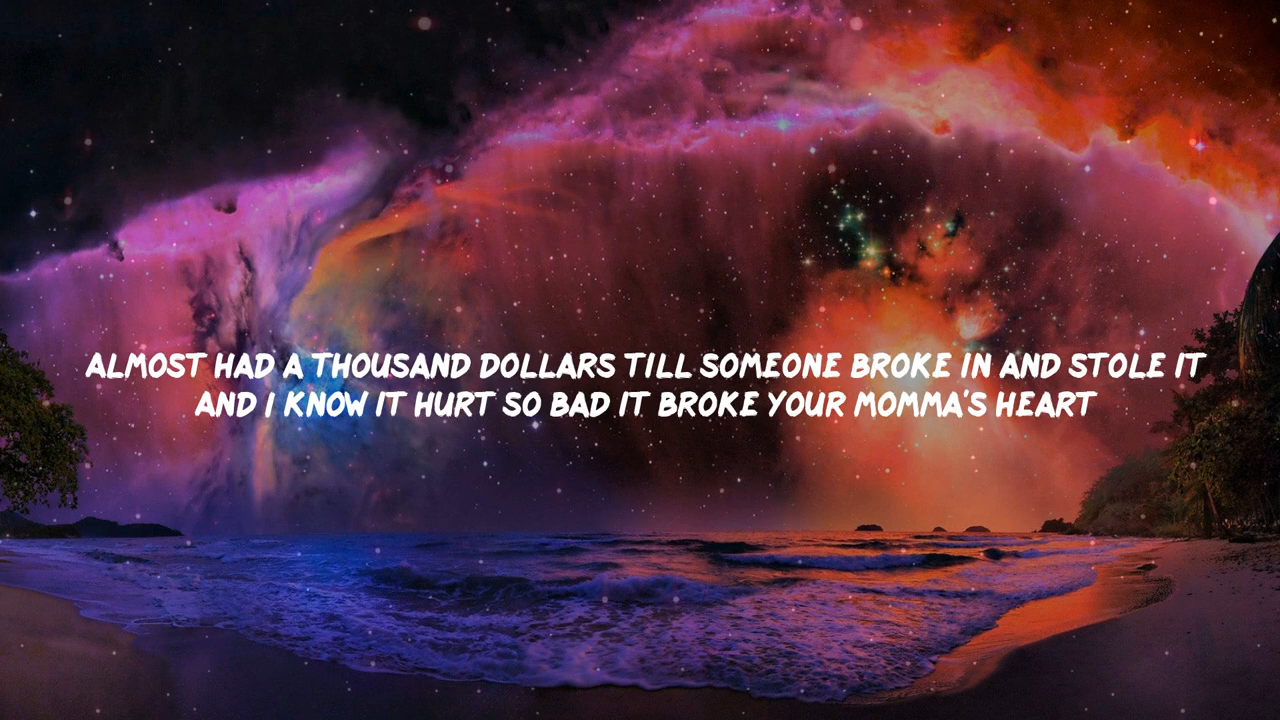 ALMOST HAD A THOUSAND DOLLARS TILL SOMEONE BROKE IN AND STOLE IT
AND I KNOW IT HURT SO BAD IT BROKE YOUR MOMMA'S HEART